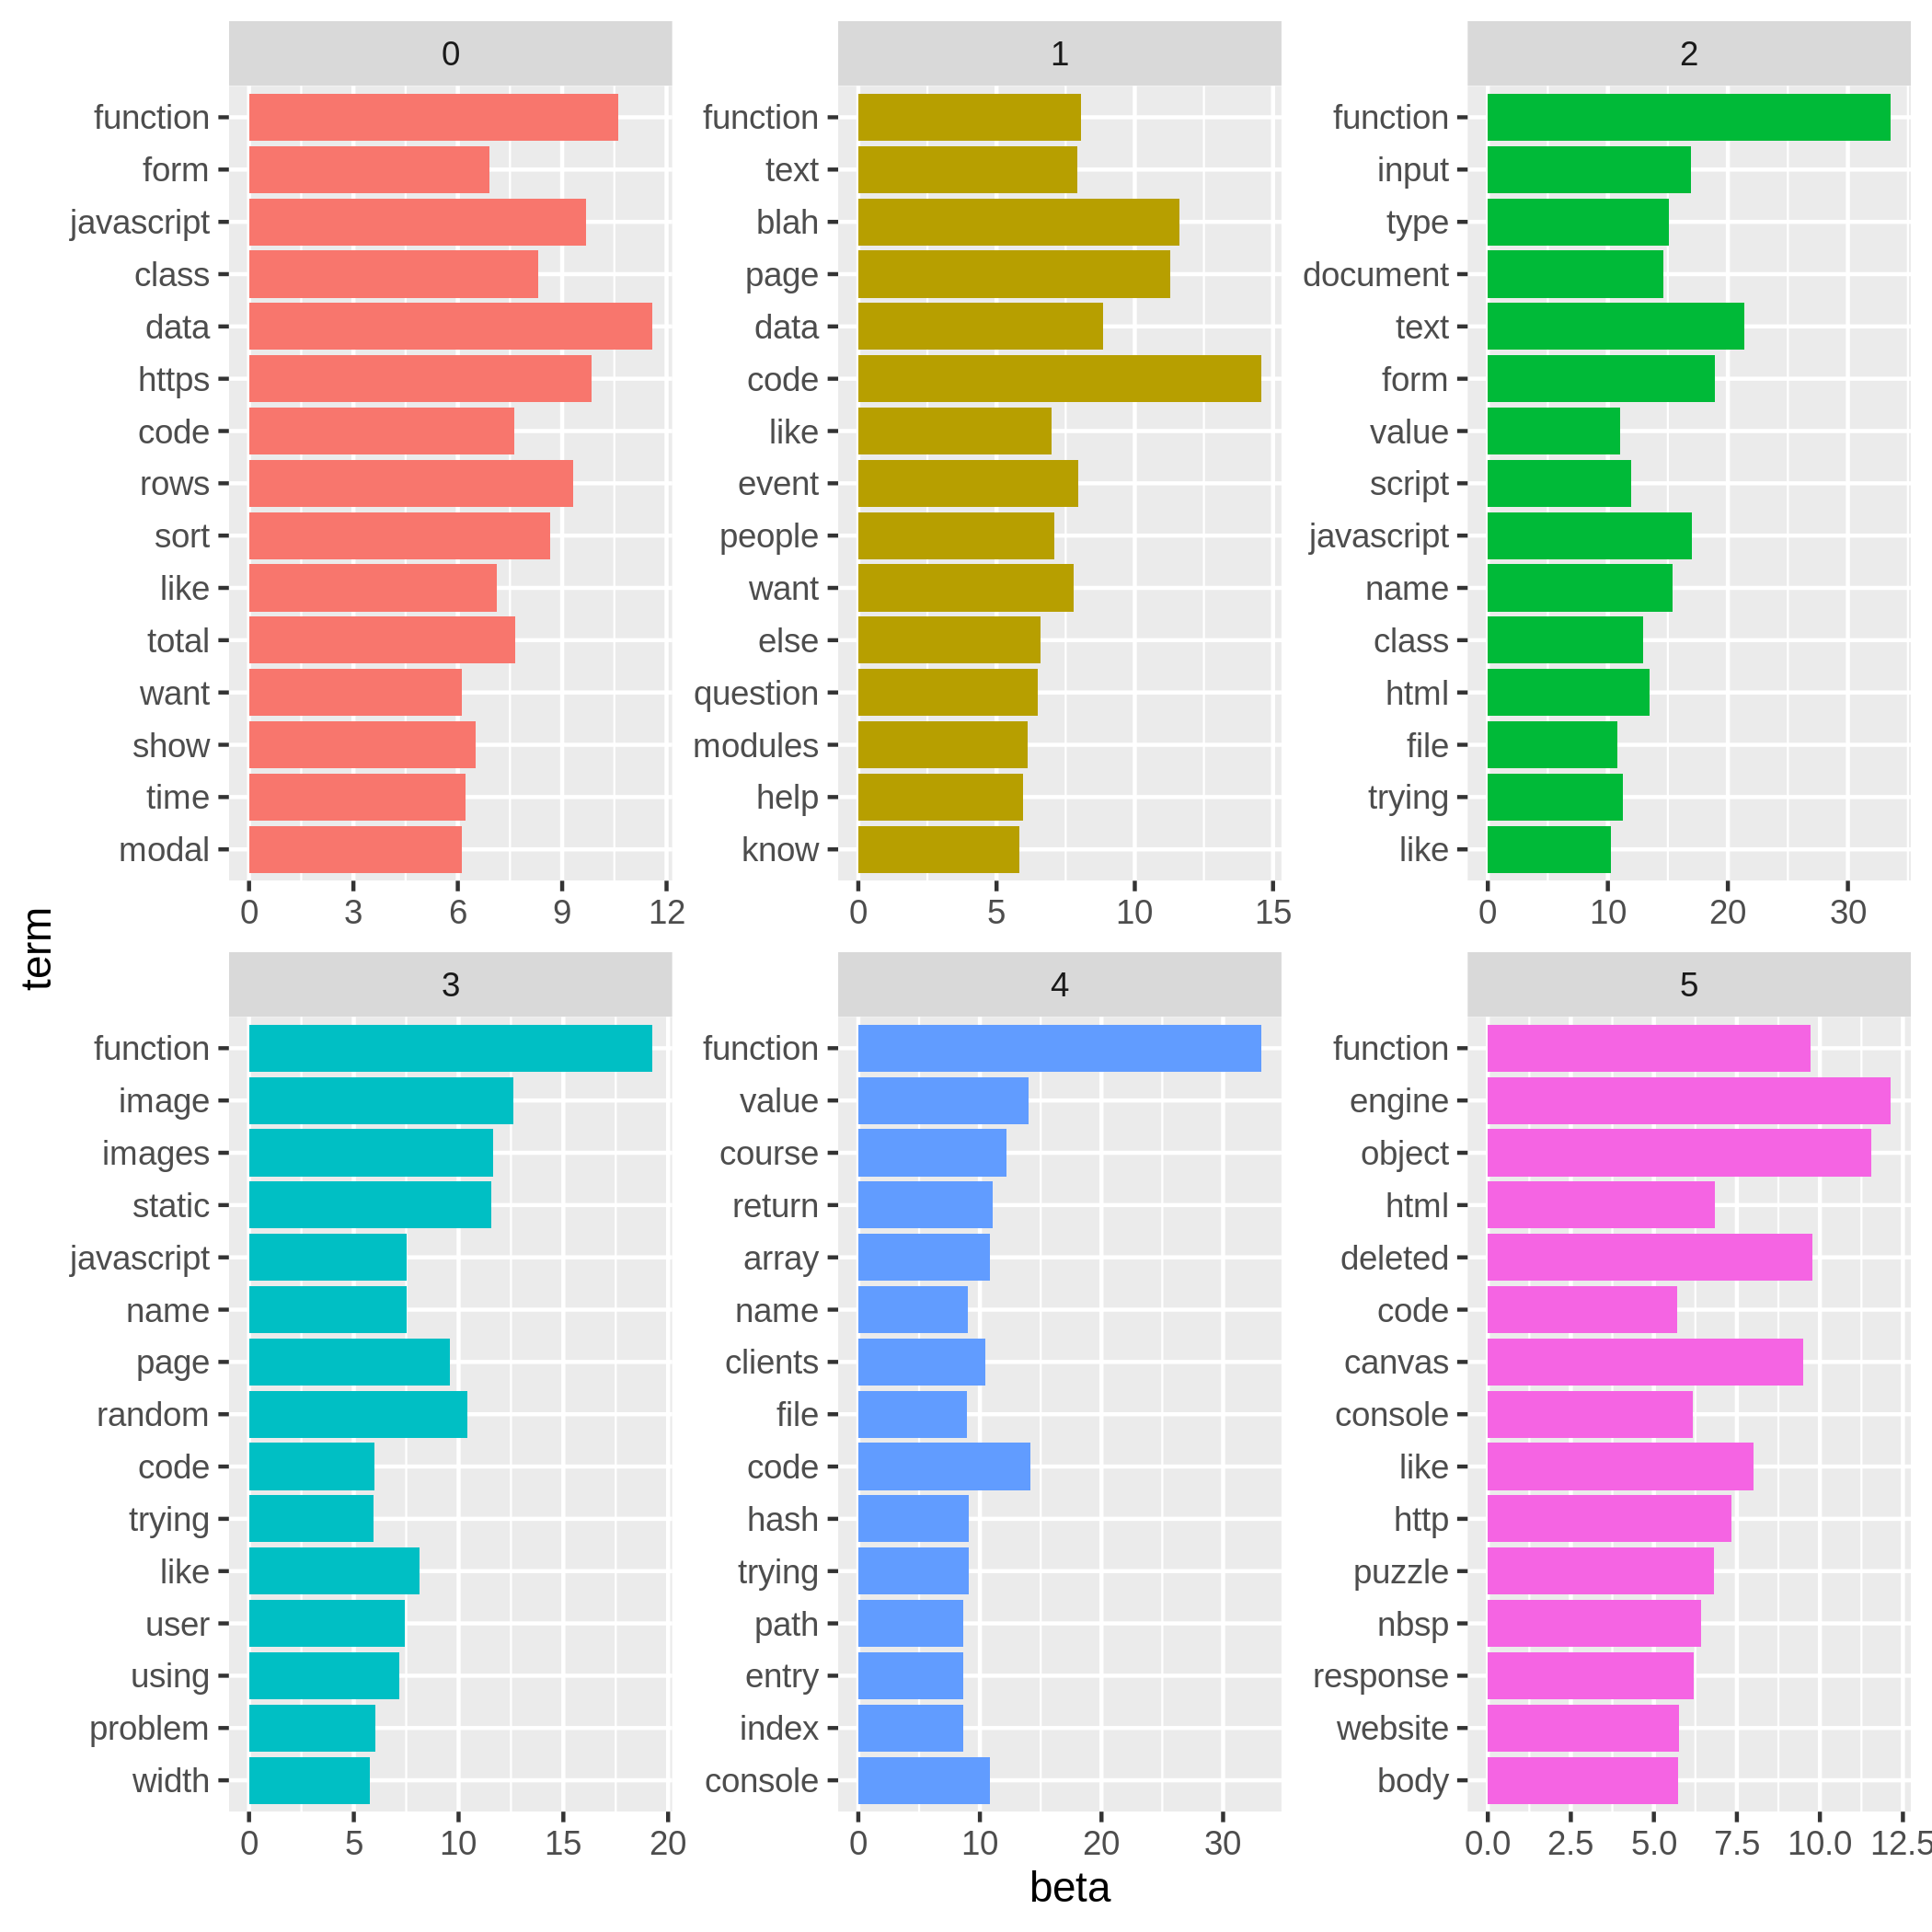 0
function
form
javascript
class
data
https
code
rows
sort
like
total
want
show
time
modal
0 3 6 9 12
1
function
text
blah
page
data
code
like
event
people
want
else
question
modules
help
know
0 5 10 15
2
function
input
type
document
text
form
value
script
javascript
name
class
html
file
trying
like
0 10 20 30
term
3
function
image
images
static
javascript
name
page
random
code
trying
like
user
using
problem
width
0 5 10 15 20
4
function
value
course
return
array
name
clients
file
code
hash
trying
path
entry
index
console
0 10 20 30
5
function
engine
object
html
deleted
code
canvas
console
like
http
puzzle
nbsp
response
website
body
0.0 2.5 5.0 7.5 10.0 12.5
beta